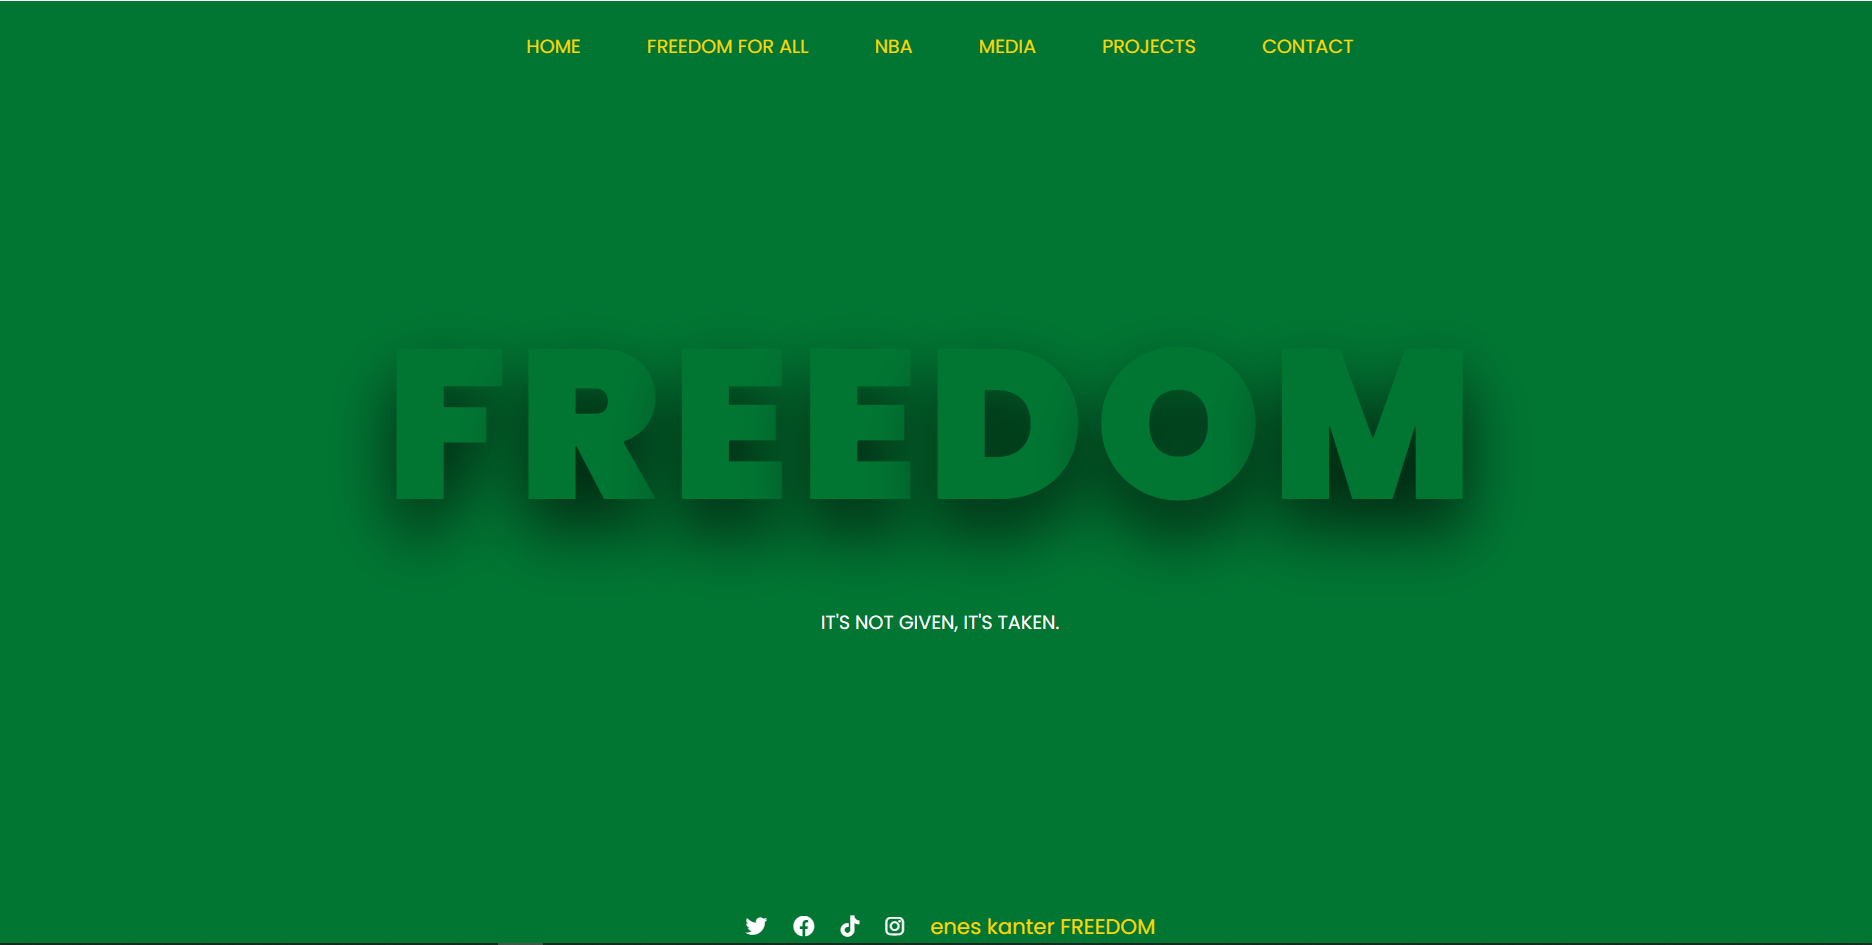 HOME FREEDOM FOR ALL NBA MEDIA PROJECTS CONTACT
FREEDOM
IT'S NOT GIVEN, IT'S TAKEN.
enes kanter FREEDOM